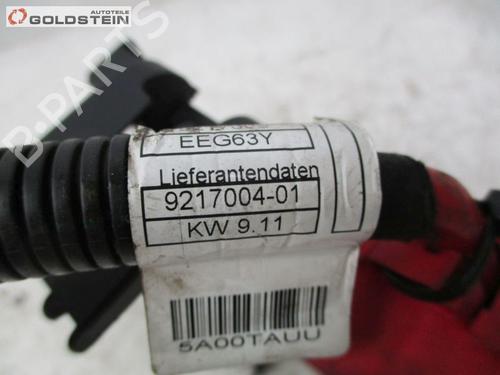 AUTOTEILE
GOLDSTEIN
B-PARTS
EEG63Y
Lieferantendaten
9217004-01
KW 9.11
5A00TAUU